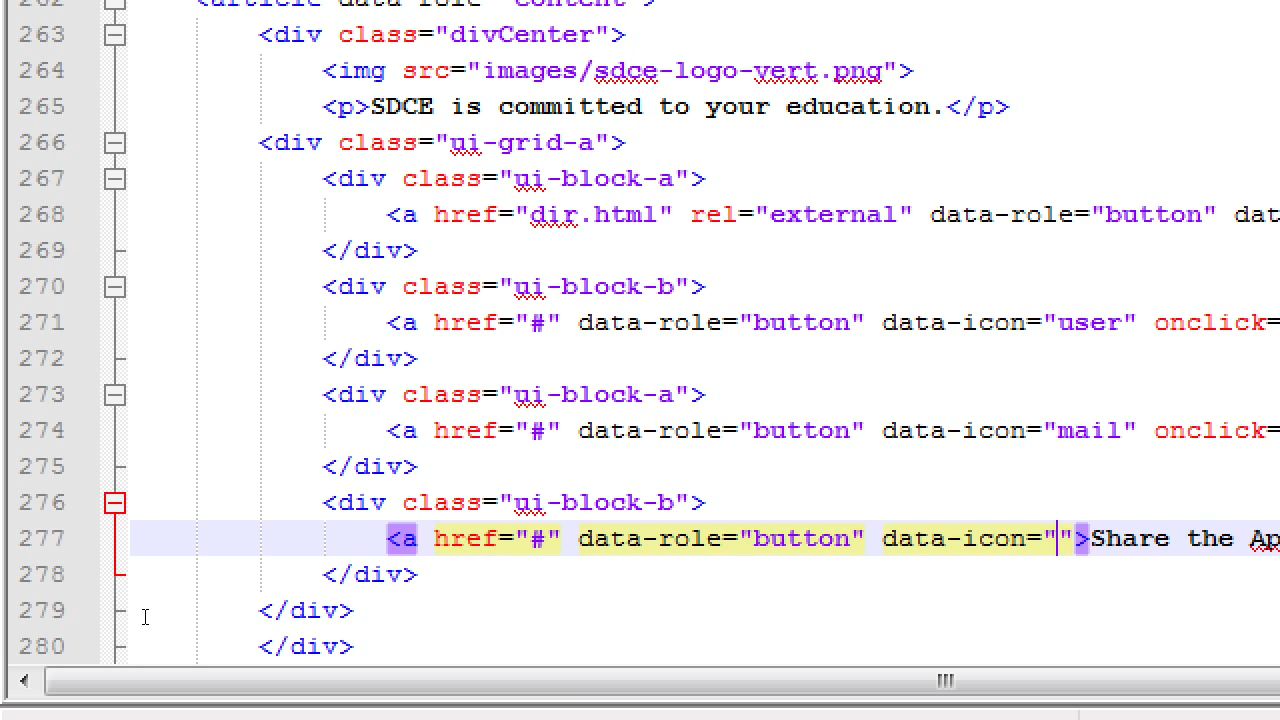 262 <article data-role="content">
263 <div class="divCenter">
264 <img src="images/sdce-logo-vert.png">
265 <p>SDCE is committed to your education.</p>
266 <div class="ui-grid-a">
267 <div class="ui-block-a">
268 <a href="dir.html" rel="external" data-role="button" dat
269 </div>
270 <div class="ui-block-b">
271 <a href="#" data-role="button" data-icon="user" onclick=
272 </div>
273 <div class="ui-block-a">
274 <a href="#" data-role="button" data-icon="mail" onclick=
275 </div>
276 <div class="ui-block-b">
277 <a href="#" data-role="button" data-icon="">Share the Ap
278 </div>
279 </div>
280 </div>